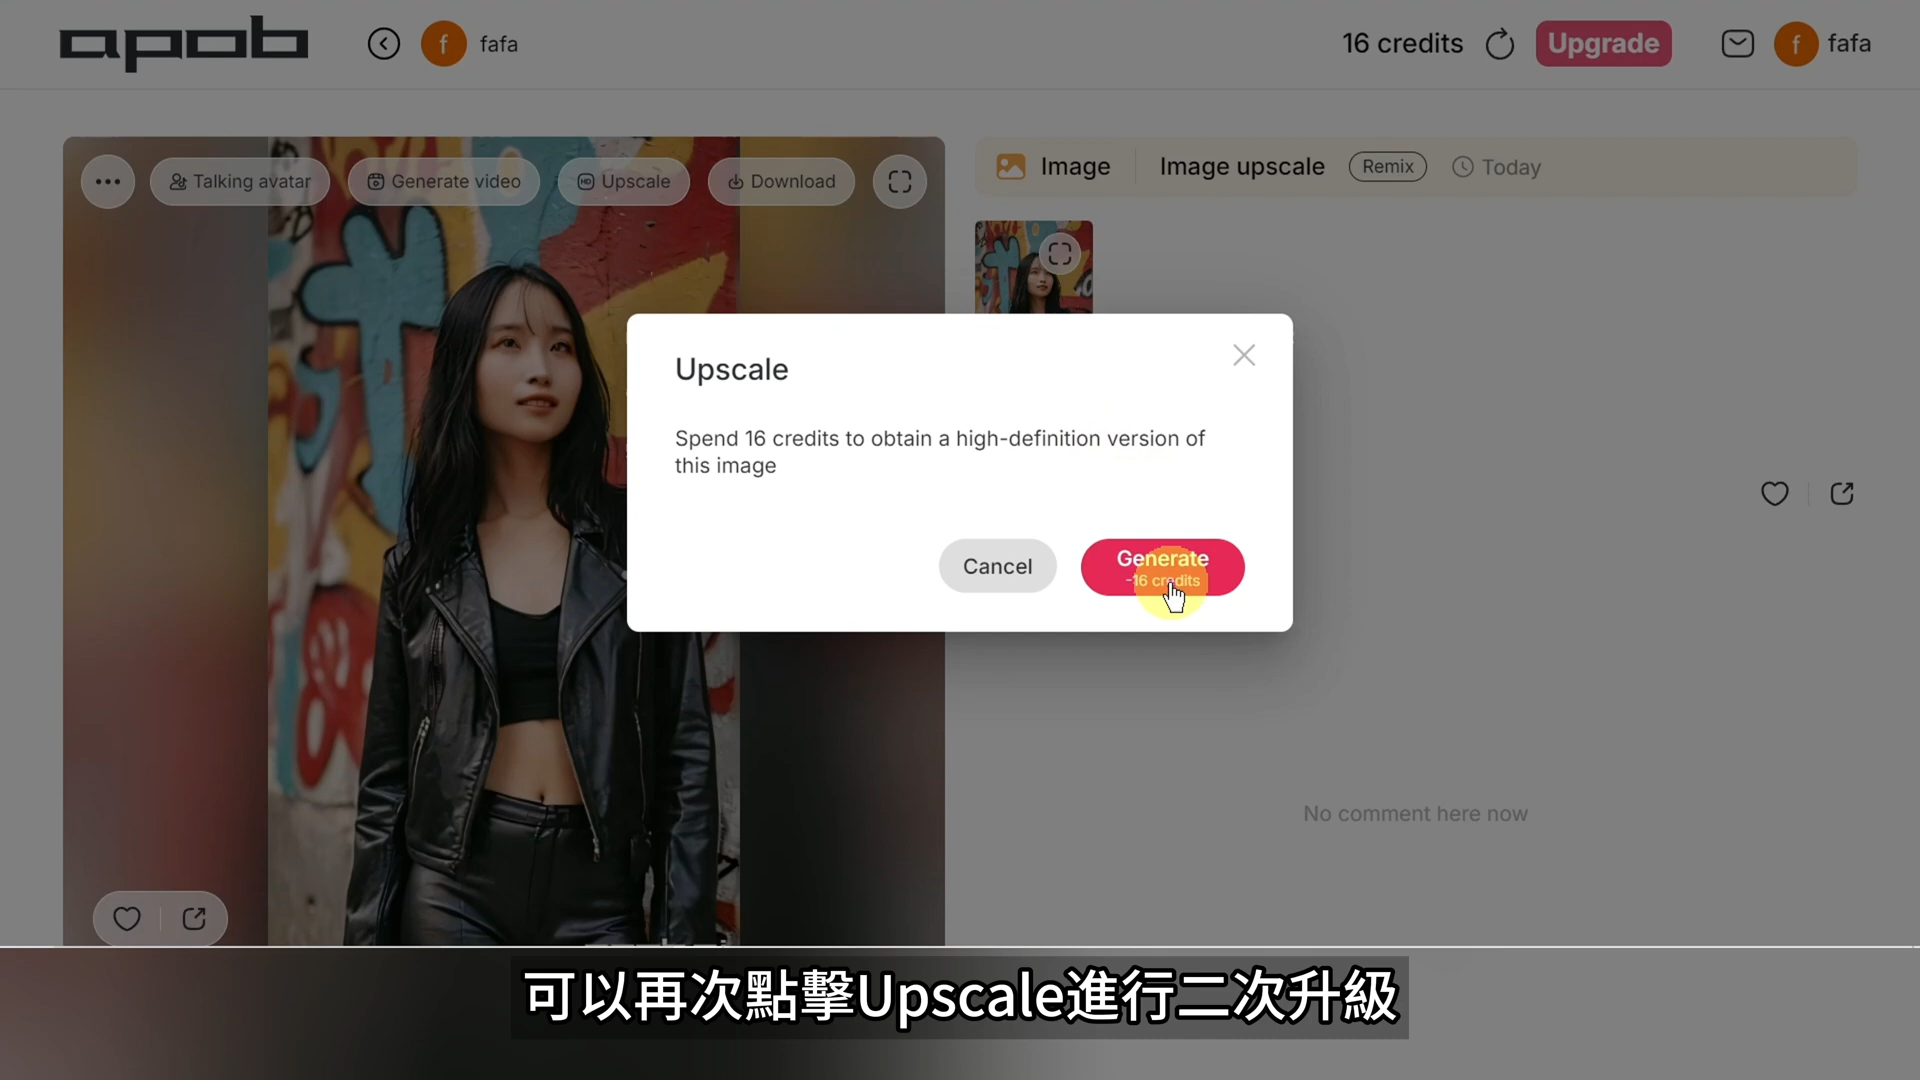 apob
f
fafa
16 credits
Upgrade
f
fafa
Talking avatar
Generate video
HD
Upscale
Download
Image
Image upscale
Remix
Today
Upscale
Spend 16 credits to obtain a high-definition version of
this image
Cancel
Generate
-16 credits
No comment here now
可以再次點擊Upscale進行二次升級